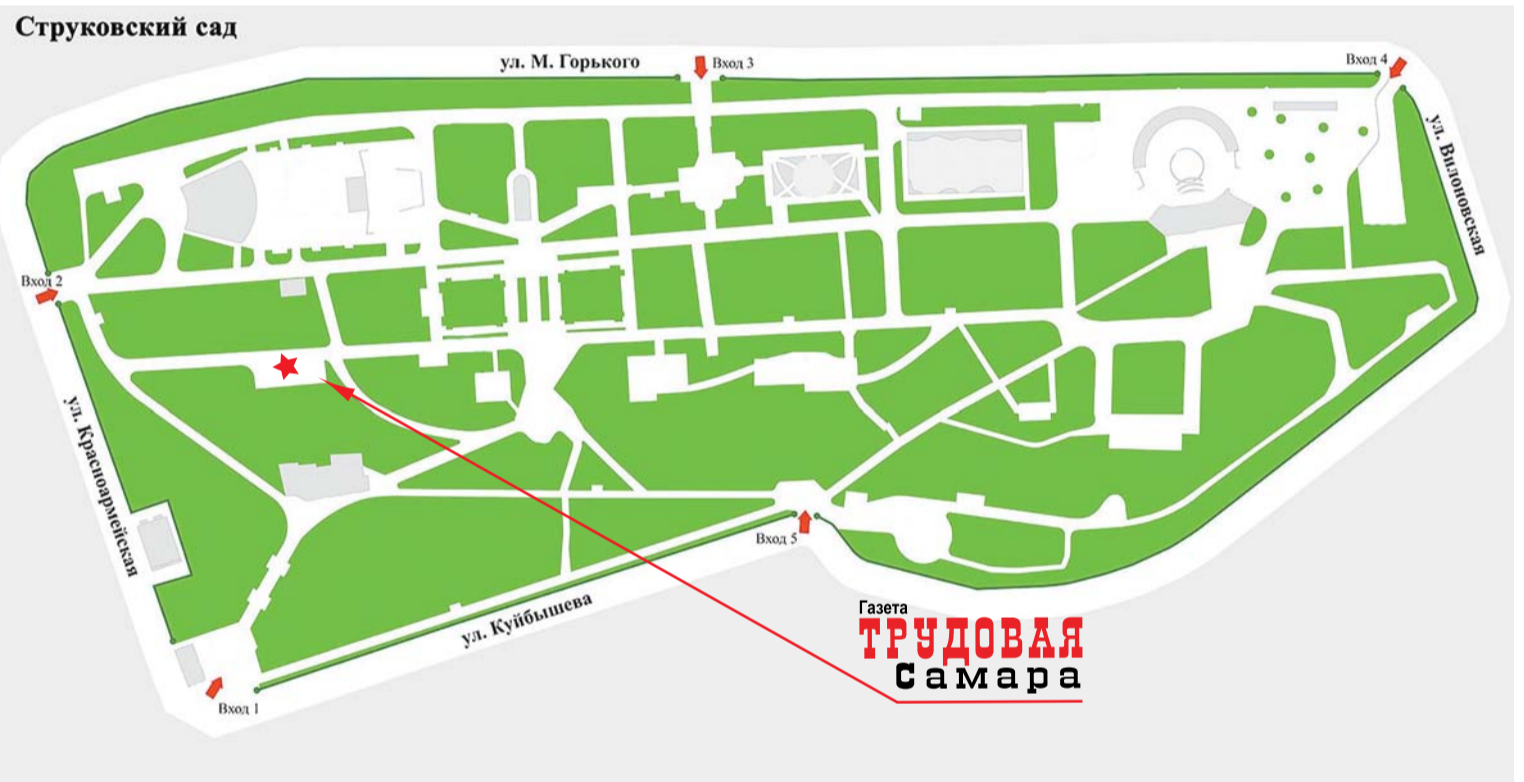 Струковский сад
ул. М. Горького
Вход 3
Вход 4
ул. Вилоновская
Вход 2
ул. Красноармейская
Вход 5
ул. Куйбышева
Вход 1
Газета
ТРУДОВАЯ
Самара